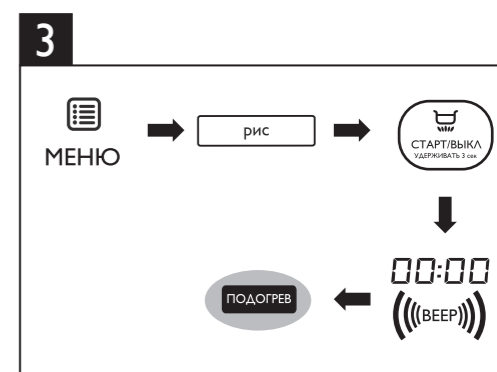 3
МЕНЮ
рис
СТАРТ/ВЫКЛ
УДЕРЖИВАТЬ 3 сек
00:00
BEEP
ПОДОГРЕВ